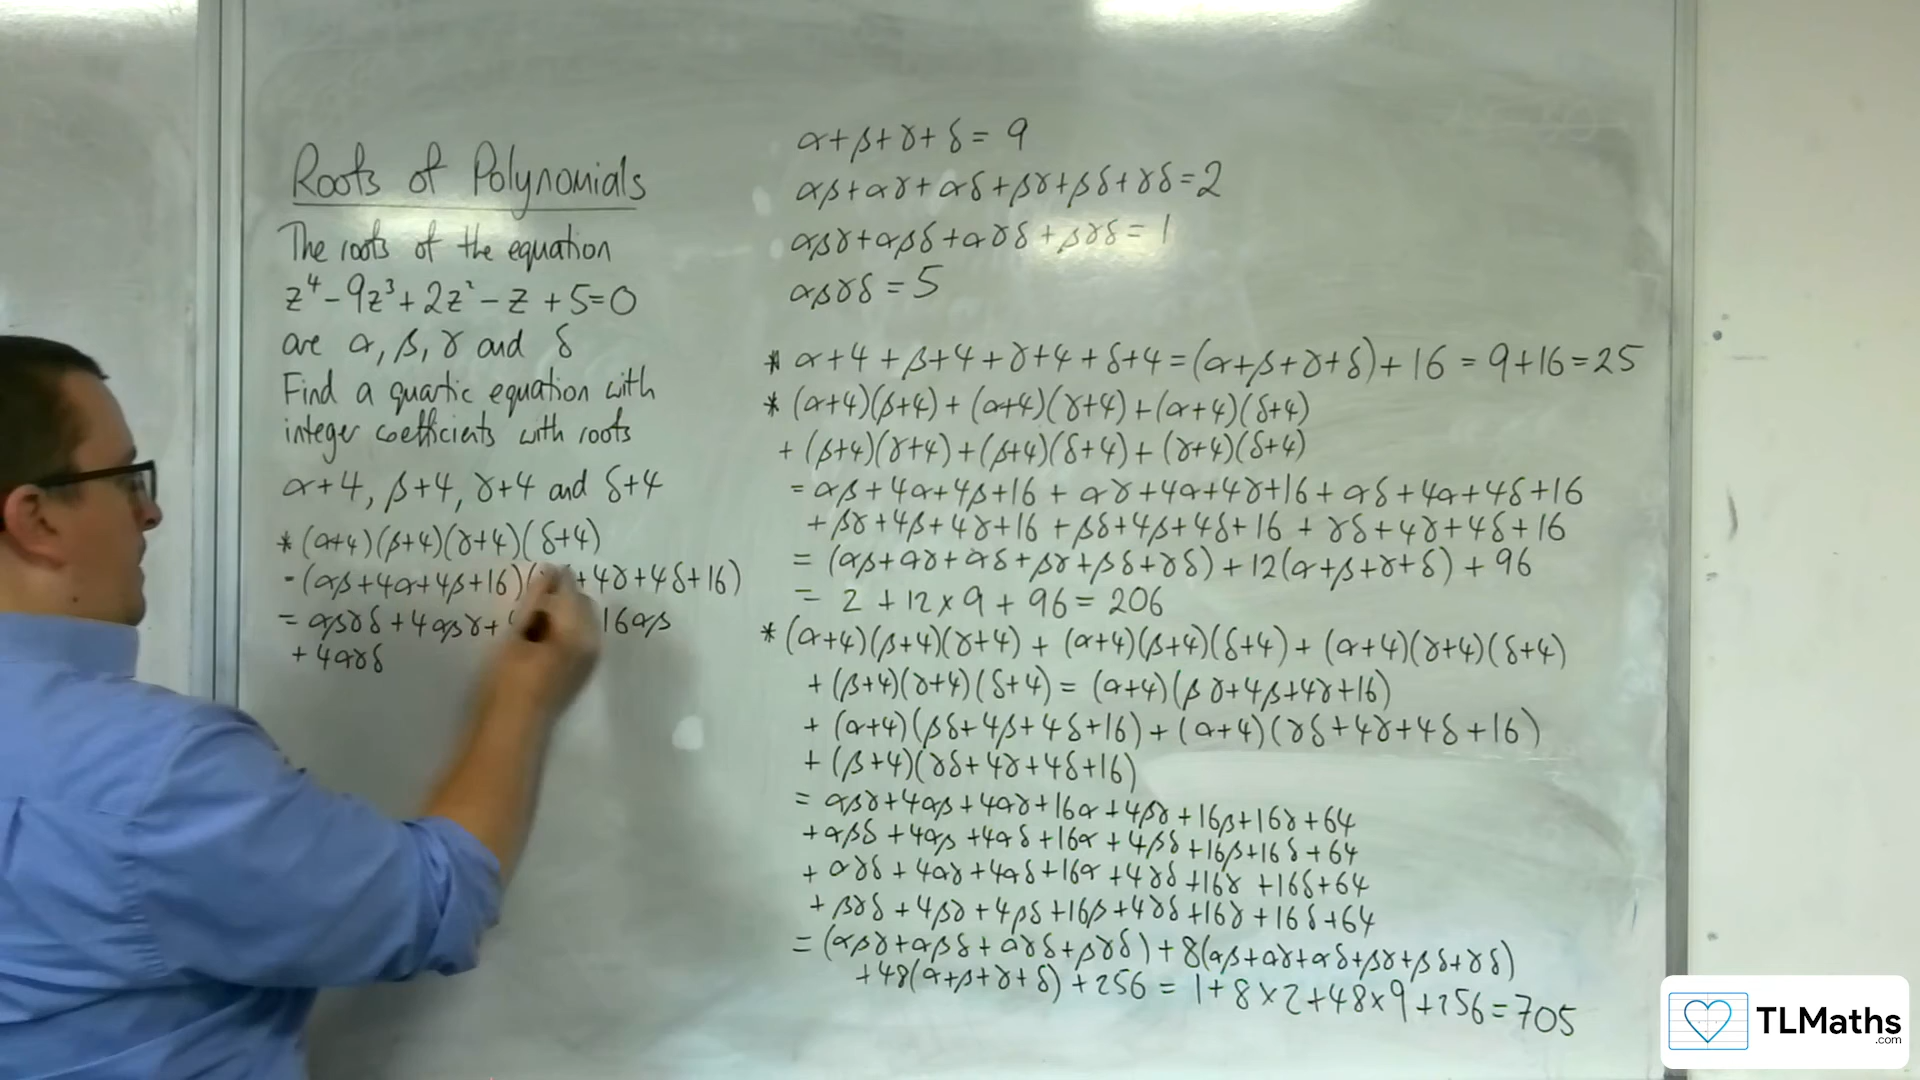 Roots of Polynomials
The roots of the equation
z⁴ - 9z³ + 2z² - z + 5 = 0
are α, β, γ and δ
Find a quartic equation with
integer coefficients with roots
α+4, β+4, γ+4 and δ+4
* (α+4)(β+4)(γ+4)(δ+4)
= (αβ+4α+4β+16)( +4γ+4δ+16)
= αβγδ + 4αβγ + 16αβ
+ 4αγδ
α+β+γ+δ = 9
αβ+αγ+αδ+βγ+βδ+γδ = 2
αβγ+αβδ+αγδ+βγδ = 1
αβγδ = 5
* α+4 + β+4 + γ+4 + δ+4 = (α+β+γ+δ) + 16 = 9+16 = 25
* (α+4)(β+4) + (α+4)(γ+4) + (α+4)(δ+4)
+ (β+4)(γ+4) + (β+4)(δ+4) + (γ+4)(δ+4)
= αβ+4α+4β+16 + αγ+4α+4γ+16 + αδ+4α+4δ+16
+ βγ+4β+4γ+16 + βδ+4β+4δ+16 + γδ+4γ+4δ+16
= (αβ+αγ+αδ+βγ+βδ+γδ) + 12(α+β+γ+δ) + 96
= 2 + 12×9 + 96 = 206
* (α+4)(β+4)(γ+4) + (α+4)(β+4)(δ+4) + (α+4)(γ+4)(δ+4)
+ (β+4)(γ+4)(δ+4) = (α+4)(βγ+4β+4γ+16)
+ (α+4)(βδ+4β+4δ+16) + (α+4)(γδ+4γ+4δ+16)
+ (β+4)(γδ+4γ+4δ+16)
= αβγ+4αβ+4αγ+16α+4βγ+16β+16γ+64
+ αβδ+4αβ+4αδ+16α+4βδ+16β+16δ+64
+ αγδ+4αγ+4αδ+16α+4γδ+16γ+16δ+64
+ βγδ+4βγ+4βδ+16β+4γδ+16γ+16δ+64
= (αβγ+αβδ+αγδ+βγδ) + 8(αβ+αγ+αδ+βγ+βδ+γδ)
+ 48(α+β+γ+δ) + 256 = 1+8×2+48×9+256 = 705
TLMaths
.com